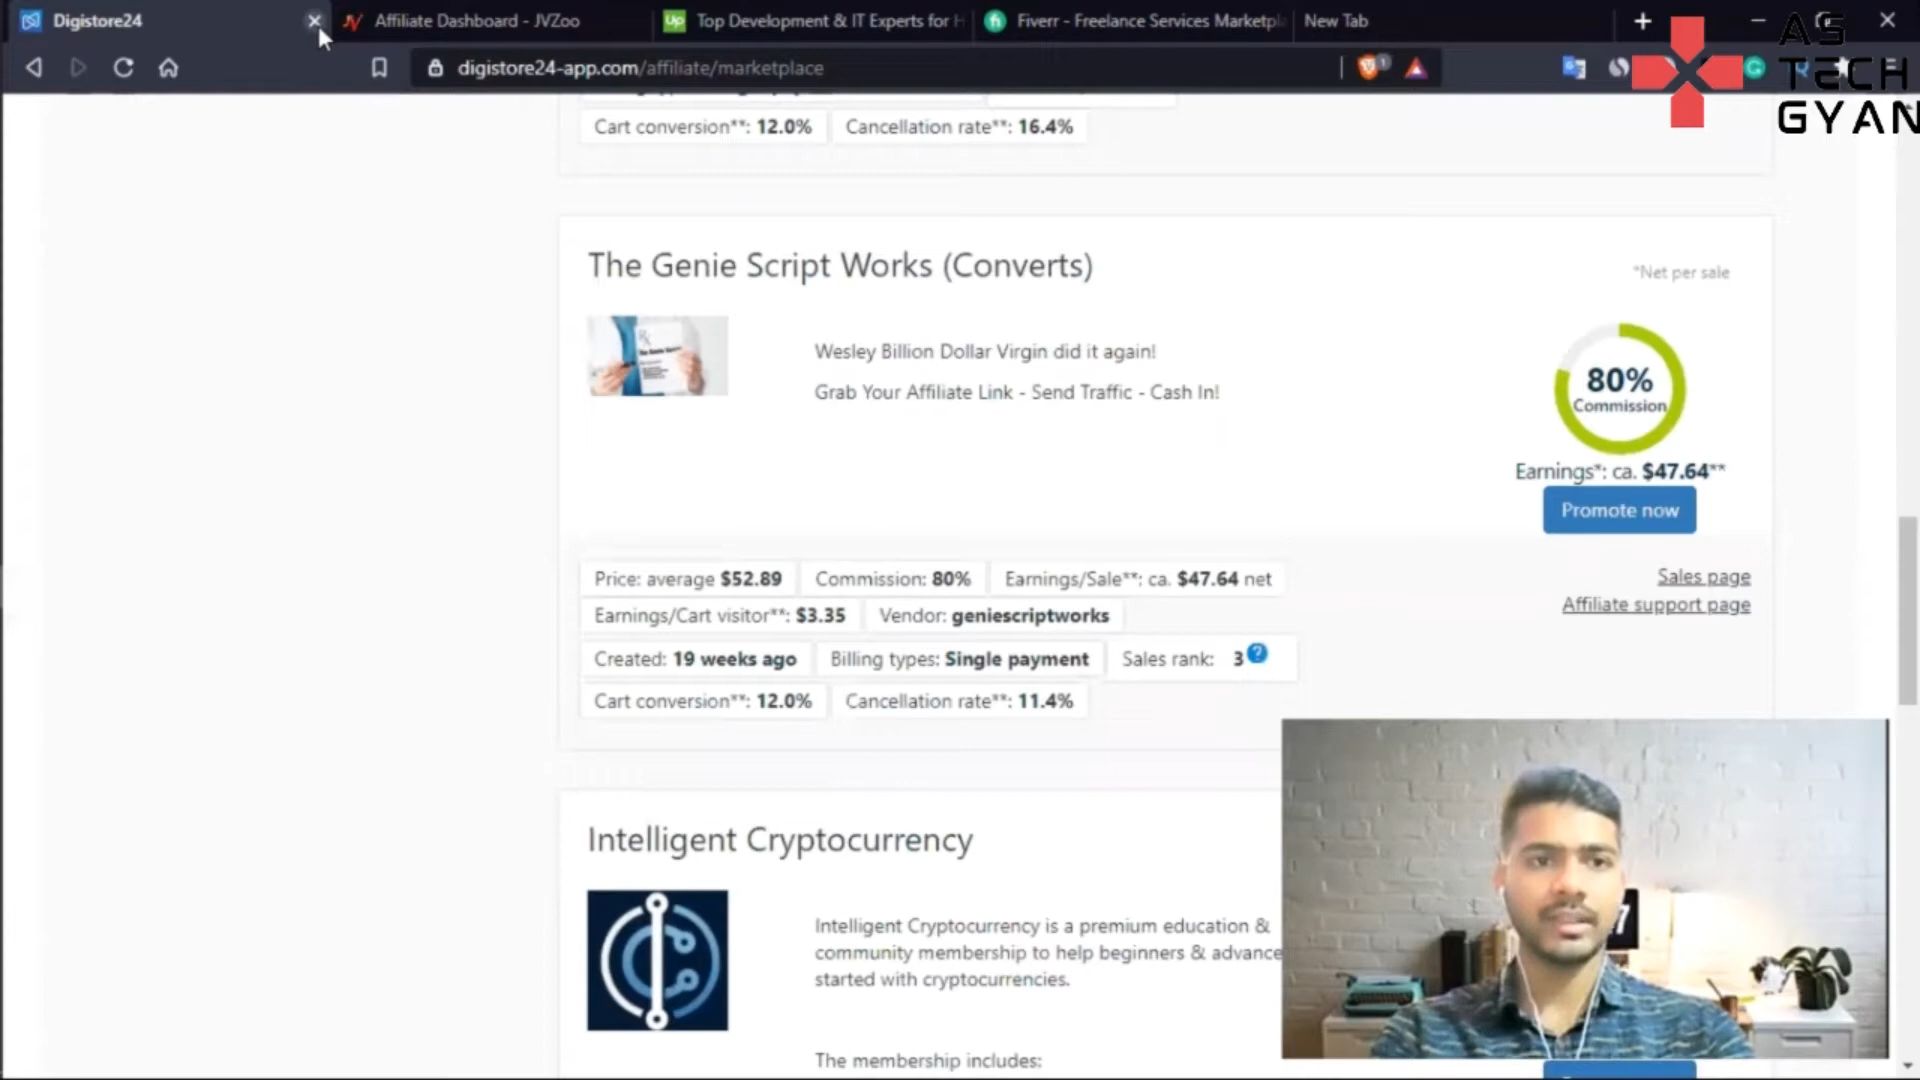 Digistore24
Affiliate Dashboard - JVZoo
Top Development & IT Experts for H
Fiverr - Freelance Services Marketpl
New Tab
digistore24-app.com/affiliate/marketplace
AS
TECH
GYAN
Cart conversion**: 12.0%
Cancellation rate**: 16.4%
The Genie Script Works (Converts)
*Net per sale
Wesley Billion Dollar Virgin did it again!
Grab Your Affiliate Link - Send Traffic - Cash In!
80%
Commission
Earnings*: ca. $47.64**
Promote now
Price: average $52.89
Commission: 80%
Earnings/Sale**: ca. $47.64 net
Sales page
Earnings/Cart visitor**: $3.35
Vendor: geniescriptworks
Affiliate support page
Created: 19 weeks ago
Billing types: Single payment
Sales rank: 3
Cart conversion**: 12.0%
Cancellation rate**: 11.4%
Intelligent Cryptocurrency
Intelligent Cryptocurrency is a premium education &
community membership to help beginners & advance
started with cryptocurrencies.
The membership includes: